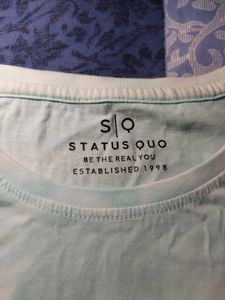 S|Q
STATUS QUO
BE THE REAL YOU
ESTABLISHED 1998